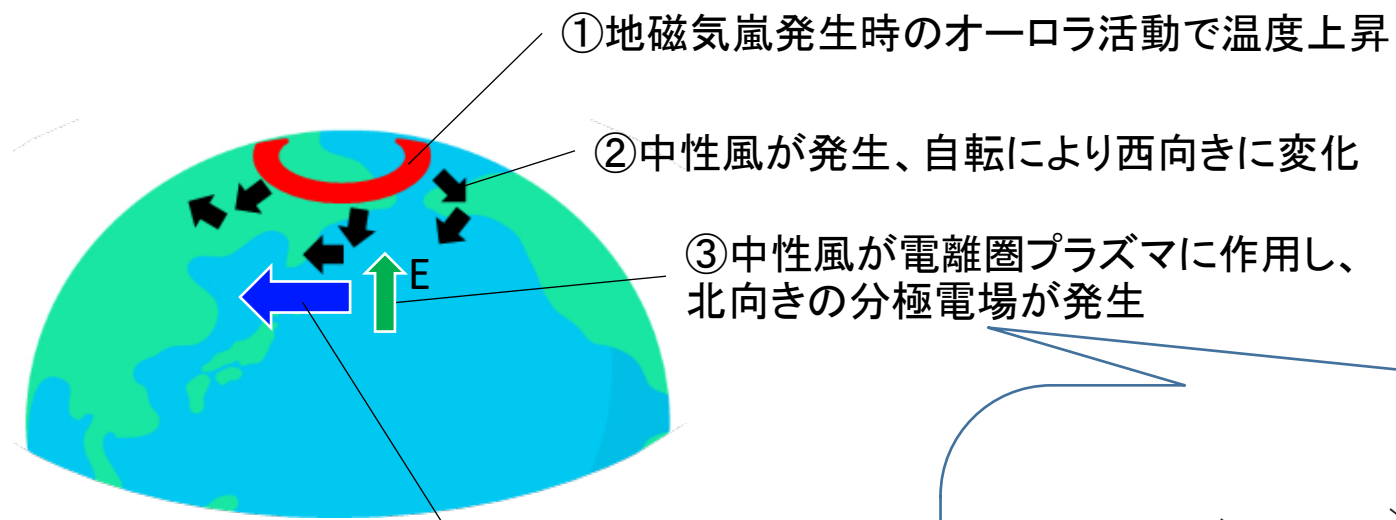 ①地磁気嵐発生時のオーロラ活動で温度上昇
②中性風が発生、自転により西向きに変化
E
③中性風が電離圏プラズマに作用し、
北向きの分極電場が発生